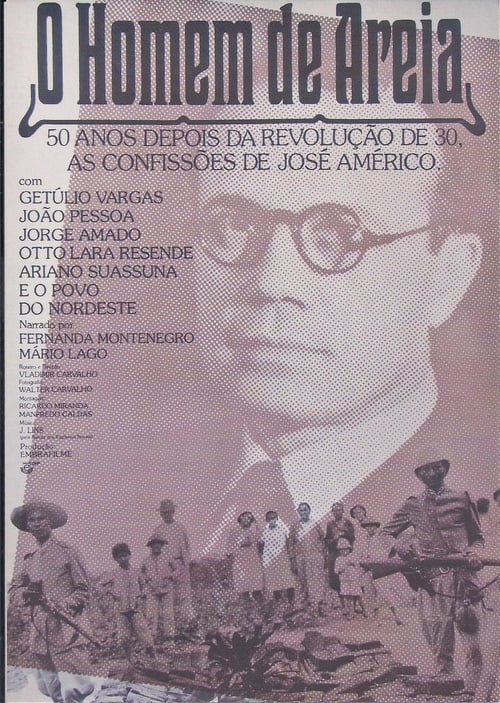 O Homem de Areia
50 ANOS DEPOIS DA REVOLUÇÃO DE 30,
AS CONFISSÕES DE JOSÉ AMÉRICO.
com
GETÚLIO VARGAS
JOÃO PESSOA
JORGE AMADO
OTTO LARA RESENDE
ARIANO SUASSUNA
E O POVO
DO NORDESTE
Narrado por
FERNANDA MONTENEGRO
MÁRIO LAGO
Roteiro e Direção
VLADIMIR CARVALHO
Fotografia
WALTER CARVALHO
Montagem
RICARDO MIRANDA
MANFREDO CALDAS
Música
J. LINS
Produção
EMBRAFILME